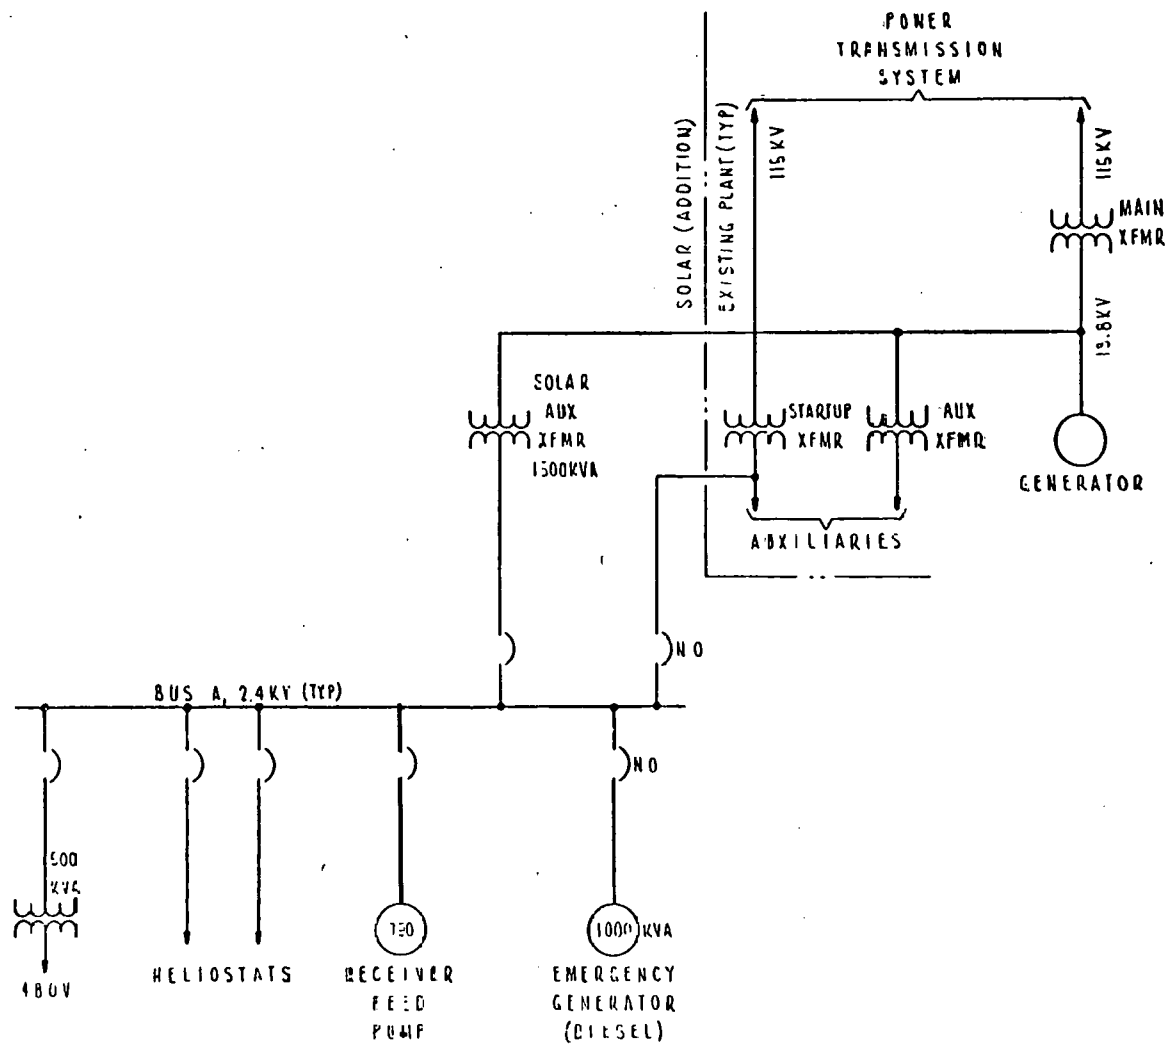 POWER
TRANSMISSION
SYSTEM
SOLAR (ADDITION)
EXISTING PLANT (TYP)
115KV
115KV
MAIN
XFMR
13.8KV
SOLAR
AUX
XFMR
1500KVA
STARTUP
XFMR
AUX
XFMR
GENERATOR
AUXILIARIES
NO
BUS A, 2.4KV (TYP)
NO
500
KVA
480V
HELIOSTATS
RECEIVER
FEED
PUMP
1000 KVA
EMERGENCY
GENERATOR
(DIESEL)